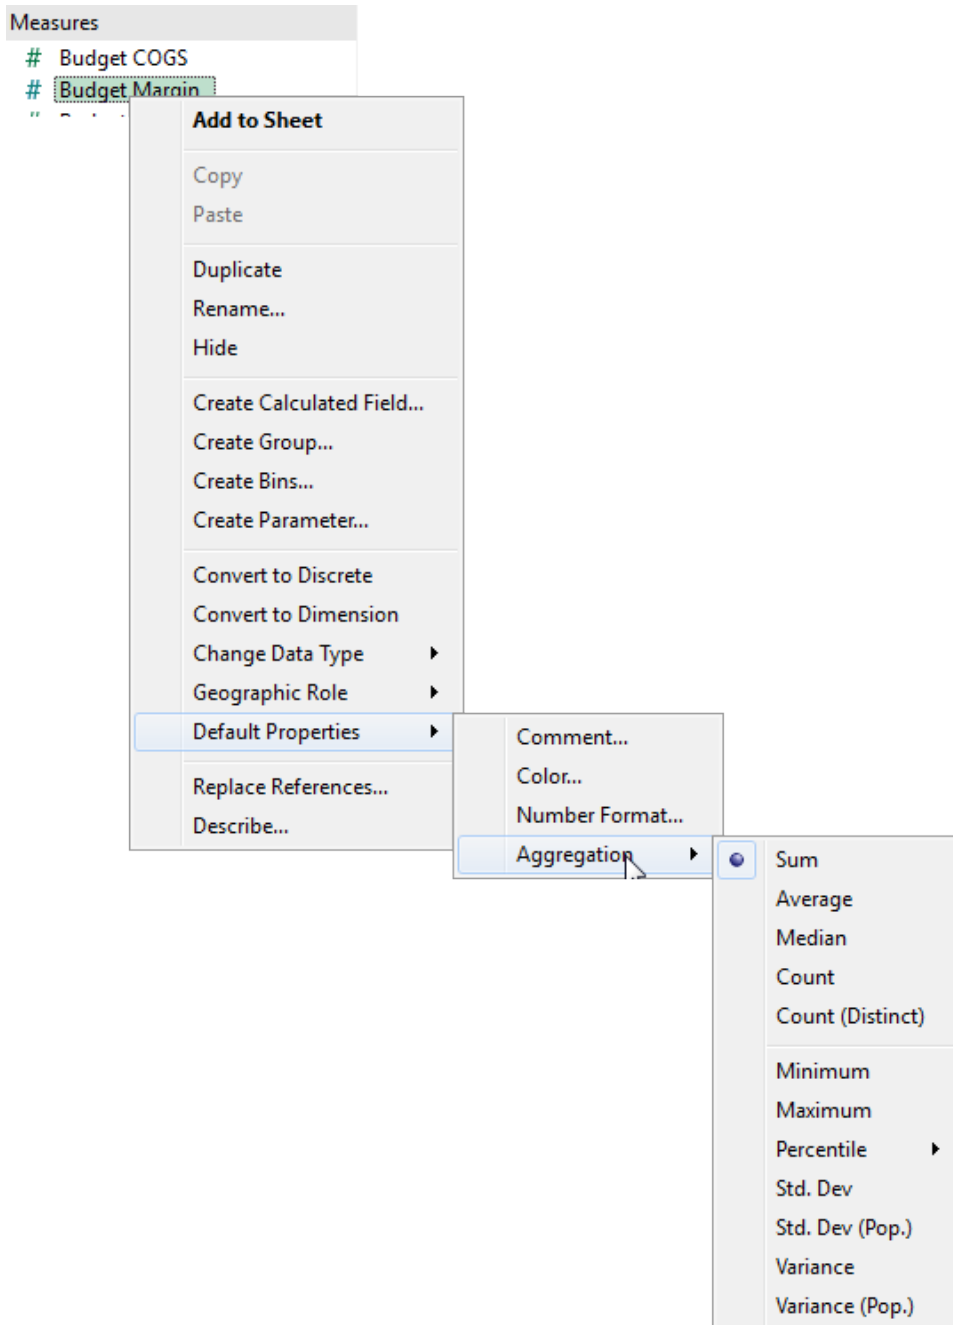 Measures
# Budget COGS
# Budget Margin
Add to Sheet
Copy
Paste
Duplicate
Rename...
Hide
Create Calculated Field...
Create Group...
Create Bins...
Create Parameter...
Convert to Discrete
Convert to Dimension
Change Data Type
Geographic Role
Default Properties
Replace References...
Describe...
Comment...
Color...
Number Format...
Aggregation
Sum
Average
Median
Count
Count (Distinct)
Minimum
Maximum
Percentile
Std. Dev
Std. Dev (Pop.)
Variance
Variance (Pop.)